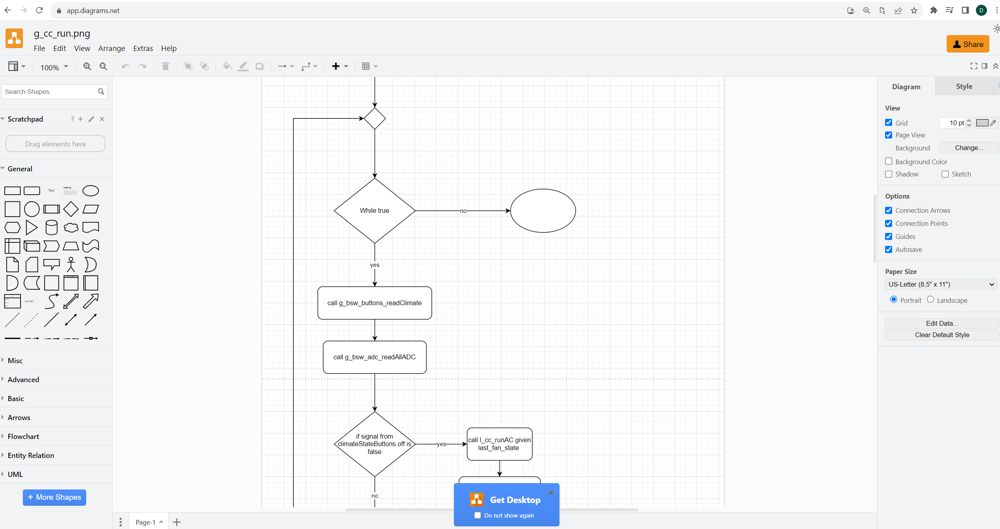 app.diagrams.net
D
g_cc_run.png
File Edit View Arrange Extras Help
Share
100%
Search Shapes
Scratchpad ? +
Drag elements here
General
Text
Heading
List Item
Misc
Advanced
Basic
Arrows
Flowchart
Entity Relation
UML
+ More Shapes
While true
no
yes
call g_bsw_buttons_readClimate
call g_bsw_adc_readAllADC
if signal from
climateStateButtons.off is
false
yes
call l_cc_runAC given
last_fan_state
no
Get Desktop
Do not show again
Page-1
Diagram Style
View
Grid 10 pt
Page View
Background Change...
Background Color
Shadow Sketch
Options
Connection Arrows
Connection Points
Guides
Autosave
Paper Size
US-Letter (8,5" x 11")
Portrait Landscape
Edit Data...
Clear Default Style